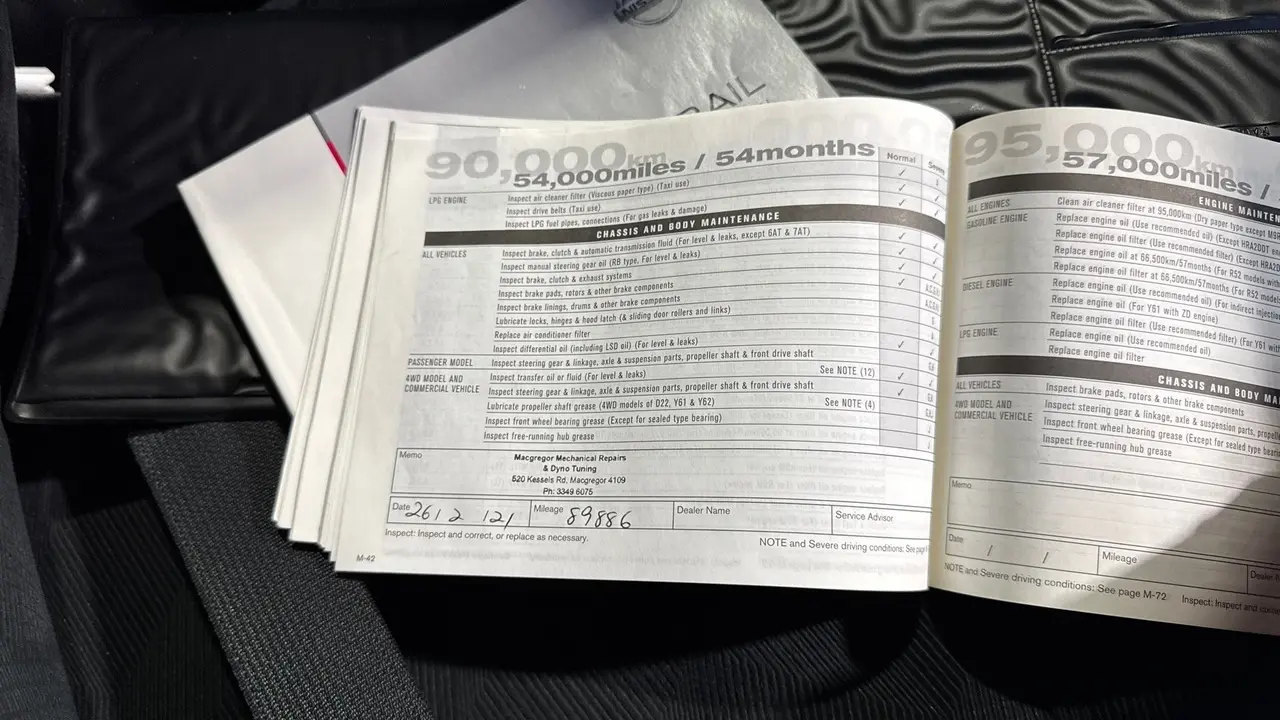 NISSAN
RAIL
90,000km
54,000miles / 54months
Normal
LPG ENGINE
Inspect air cleaner filter (Viscous paper type) (Taxi use)
Inspect drive belts (Taxi use)
Inspect LPG fuel pipes, connections (For gas leaks & damage)
CHASSIS AND BODY MAINTENANCE
ALL VEHICLES
Inspect brake, clutch & automatic transmission fluid (For level & leaks, except 6AT & 7AT)
Inspect manual steering gear oil (RB type, For level & leaks)
Inspect brake, clutch & exhaust systems
Inspect brake pads, rotors & other brake components
Inspect brake linings, drums & other brake components
Lubricate locks, hinges & hood latch (& sliding door rollers and links)
Replace air conditioner filter
Inspect differential oil (including LSD oil) (For level & leaks)
PASSENGER MODEL
Inspect steering gear & linkage, axle & suspension parts, propeller shaft & front drive shaft
4WD MODEL AND
COMMERCIAL VEHICLE
Inspect transfer oil or fluid (For level & leaks) See NOTE (12)
Inspect steering gear & linkage, axle & suspension parts, propeller shaft & front drive shaft
Lubricate propeller shaft grease (4WD models of D22, Y61 & Y62) See NOTE (4)
Inspect front wheel bearing grease (Except for sealed type bearing)
Inspect free-running hub grease
Memo
Macgregor Mechanical Repairs
& Dyno Tuning
520 Kessels Rd, Macgregor 4109
Ph: 3349 6075
Date 26/2/21
Mileage 89886
Dealer Name
Service Advisor
Inspect: Inspect and correct, or replace as necessary.
NOTE and Severe driving conditions: See
M-42
95,000km
57,000miles /
ENGINE
ALL ENGINES
Clean air cleaner filter at 95,000km (Dry paper type except
GASOLINE ENGINE
Replace engine oil (Use recommended oil) (Except HRA2DDT
Replace engine oil filter (Use recommended filter) (Except
Replace engine oil at 66,500km/57months (For R52 models
Replace engine oil filter at 66,500km/57months (For R52
DIESEL ENGINE
Replace engine oil (Use recommended oil) (For indirect
Replace engine oil (For Y61 with ZD engine)
Replace engine oil filter (Use recommended filter) (For Y61
LPG ENGINE
Replace engine oil (Use recommended oil)
Replace engine oil filter
CHASSIS AND BODY
ALL VEHICLES
Inspect brake pads, rotors & other brake components
4WD MODEL AND
COMMERCIAL VEHICLE
Inspect steering gear & linkage, axle & suspension parts,
Inspect front wheel bearing grease (Except for sealed type
Inspect free-running hub grease
Memo
Date / /
Mileage
Dealer
NOTE and Severe driving conditions: See page M-72
Inspect: Inspect and